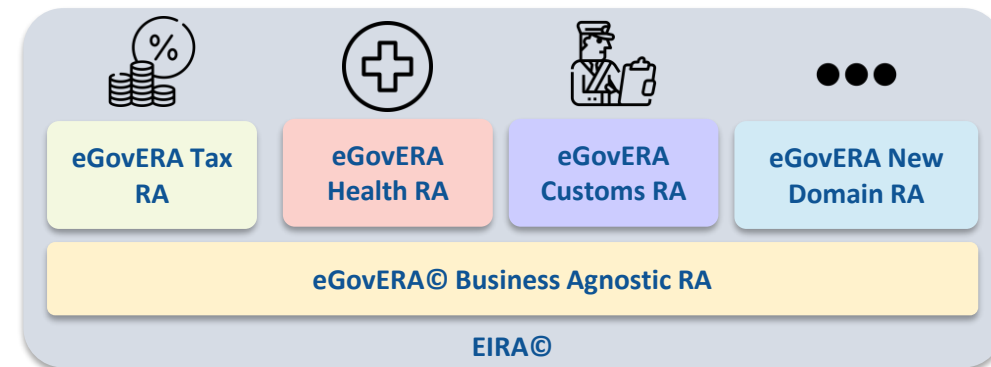 %
eGovERA Tax
RA
eGovERA
Health RA
eGovERA
Customs RA
eGovERA New
Domain RA
eGovERA© Business Agnostic RA
EIRA©